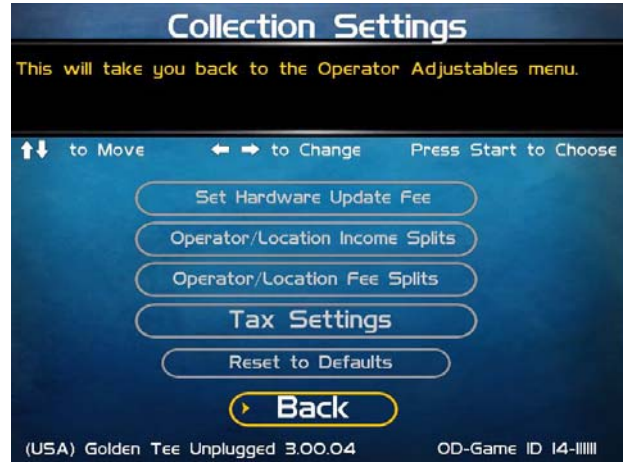 Collection Settings
This will take you back to the Operator Adjustables menu.
to Move to Change Press Start to Choose
Set Hardware Update Fee
Operator/Location Income Splits
Operator/Location Fee Splits
Tax Settings
Reset to Defaults
Back
(USA) Golden Tee Unplugged 3.00.04 OD-Game ID 14-111111